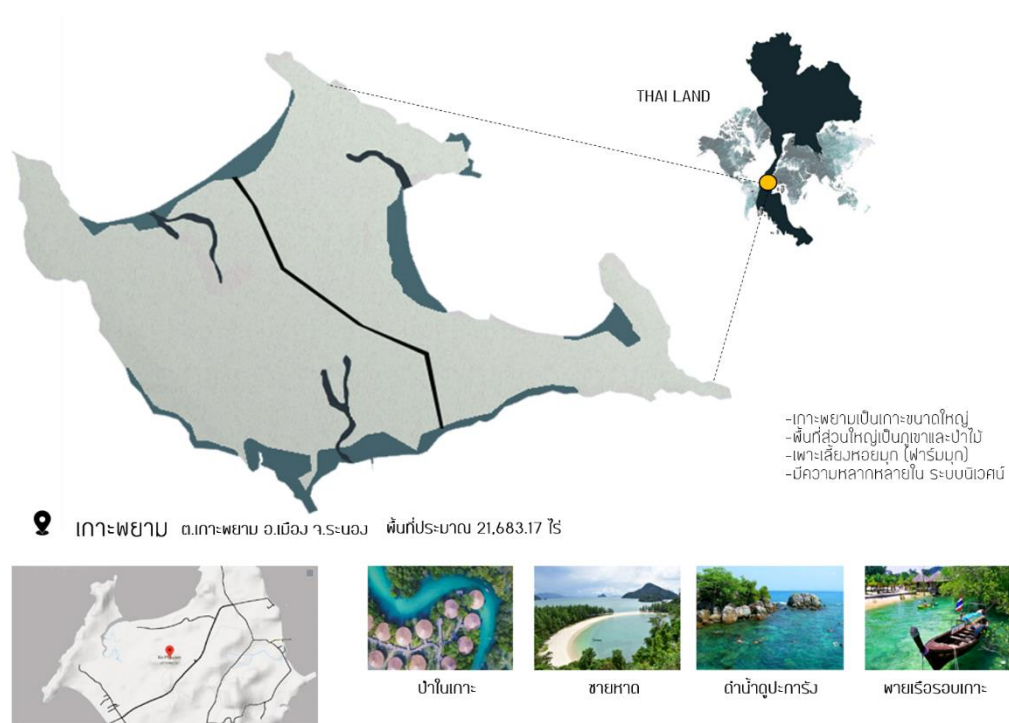 THAI LAND
-เกาะพยามเป็นเกาะขนาดใหญ่
-พื้นที่ส่วนใหญ่เป็นภูเขาและป่าไม้
-เพาะเลี้ยงหอยมุก (ฟาร์มมุก)
-มีความหลากหลายใน ระบบนิเวศน์
เกาะพยาม ต.เกาะพยาม อ.เมือง จ.ระนอง พื้นที่ประมาณ 21,683.17 ไร่
ป่าในเกาะ
ชายหาด
ดำน้ำดูปะการัง
พายเรือรอบเกาะ